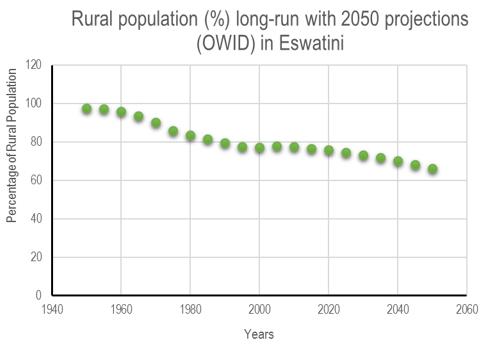 Rural population (%) long-run with 2050 projections
(OWID) in Eswatini
Percentage of Rural Population
120
100
80
60
40
20
0
1940 1960 1980 2000 2020 2040 2060
Years